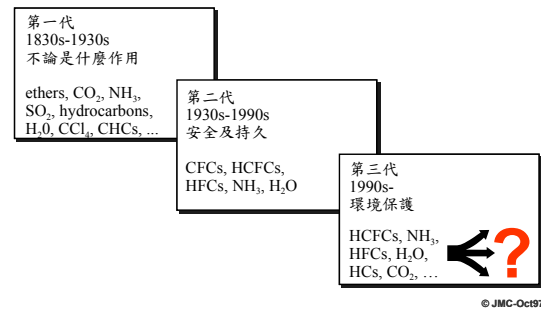 第一代
1830s-1930s
不論是什麼作用
ethers, CO₂, NH₃,
SO₂, hydrocarbons,
H₂0, CCl₄, CHCs, ...
第二代
1930s-1990s
安全及持久
CFCs, HCFCs,
HFCs, NH₃, H₂O
第三代
1990s-
環境保護
HCFCs, NH₃,
HFCs, H₂O,
HCs, CO₂, …
?
© JMC-Oct97